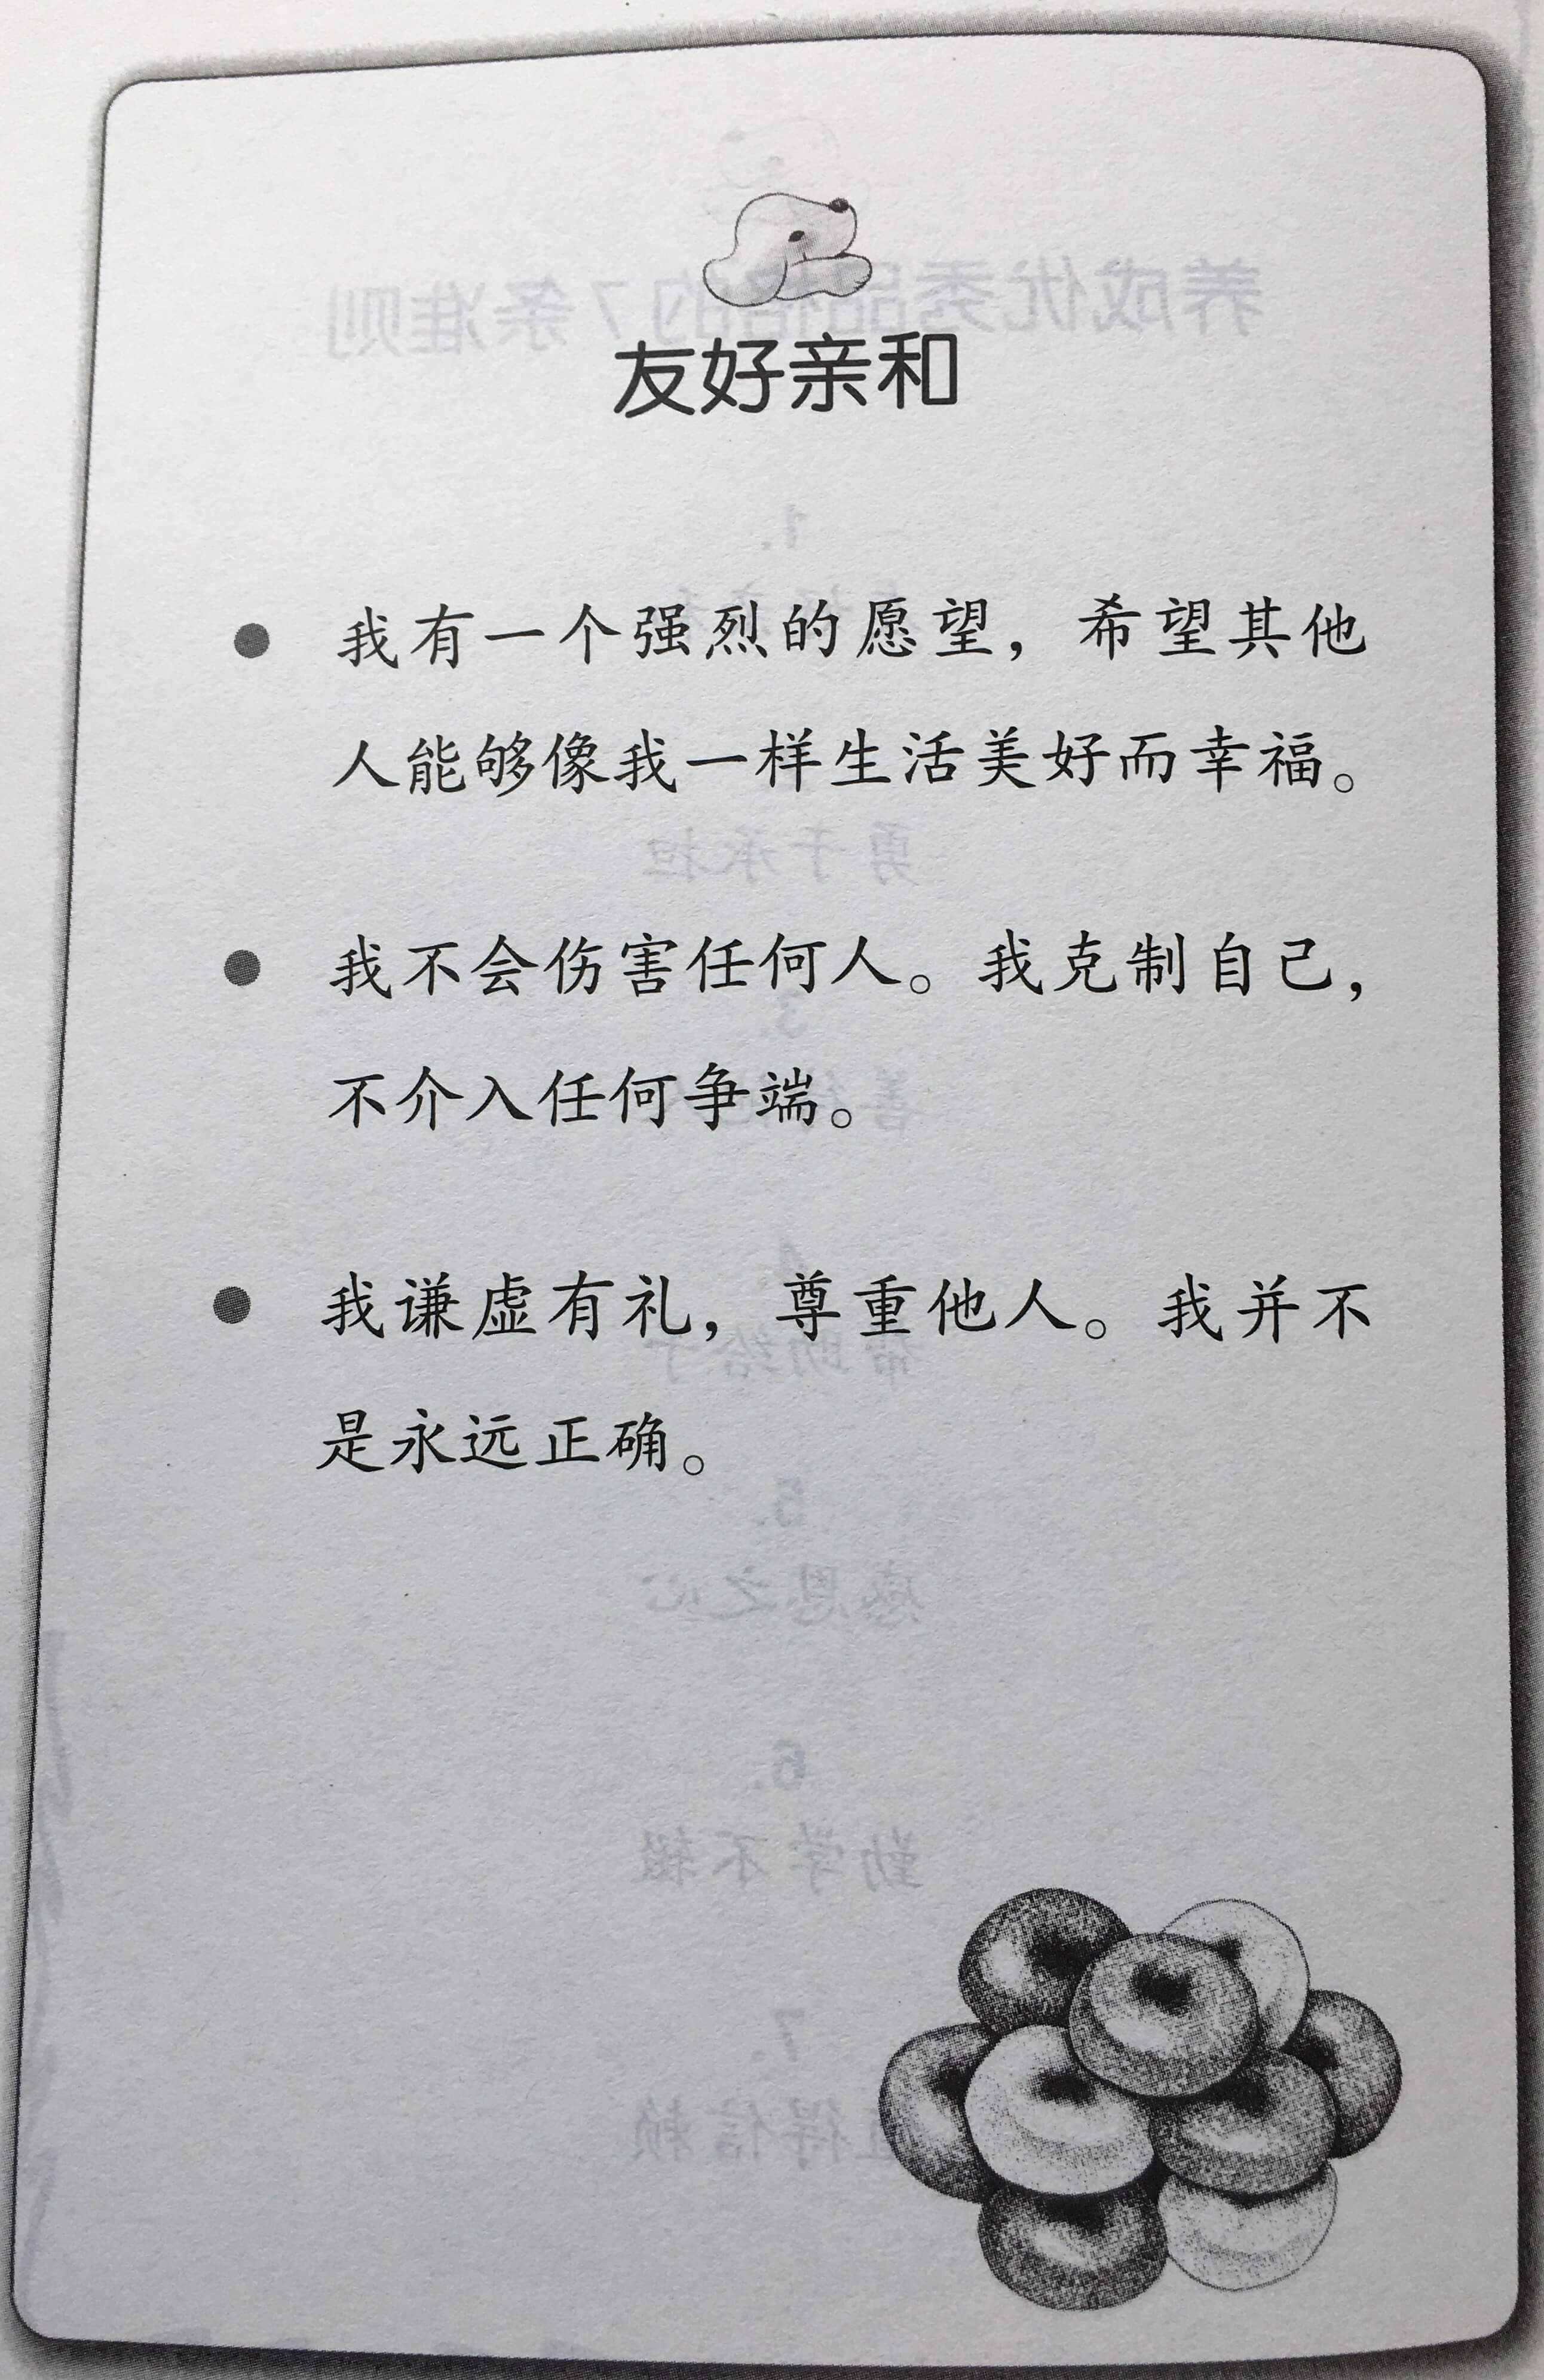 友好亲和
● 我有一个强烈的愿望，希望其他
人能够像我一样生活美好而幸福。
● 我不会伤害任何人。我克制自己，
不介入任何争端。
● 我谦虚有礼，尊重他人。我并不
是永远正确。